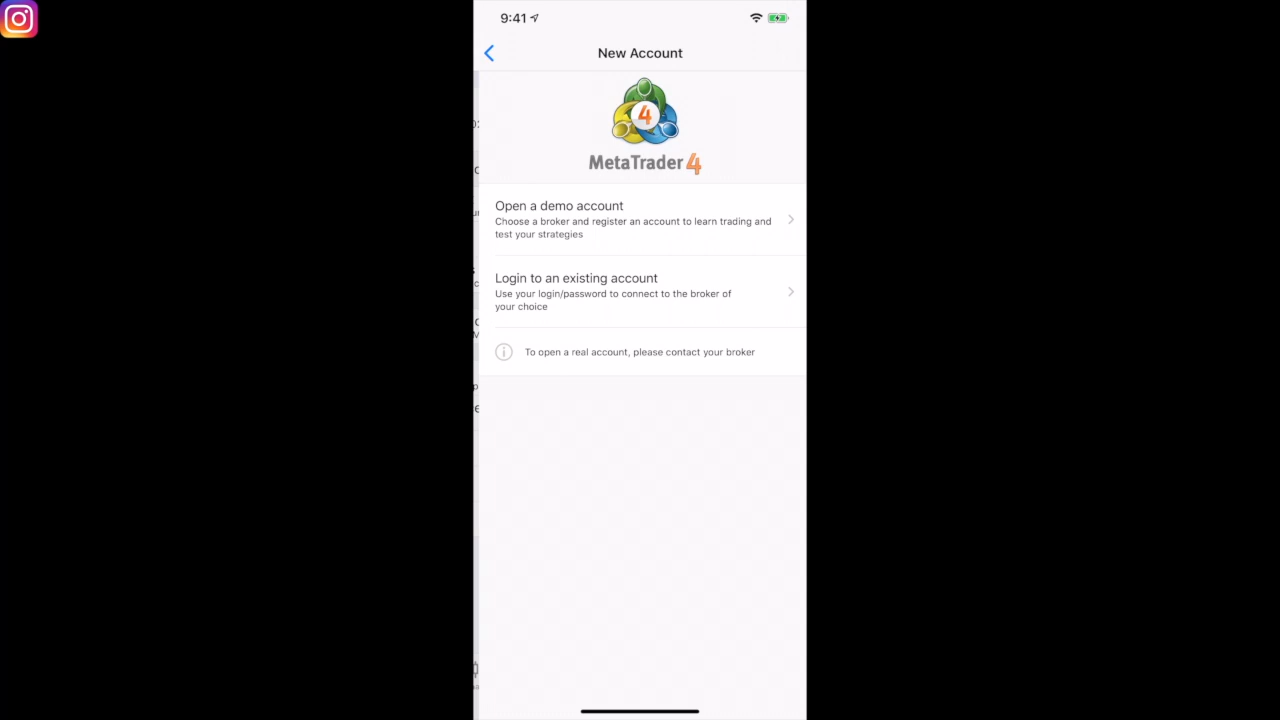 9:41
New Account
4
MetaTrader 4
Open a demo account
Choose a broker and register an account to learn trading and
test your strategies
Login to an existing account
Use your login/password to connect to the broker of
your choice
To open a real account, please contact your broker